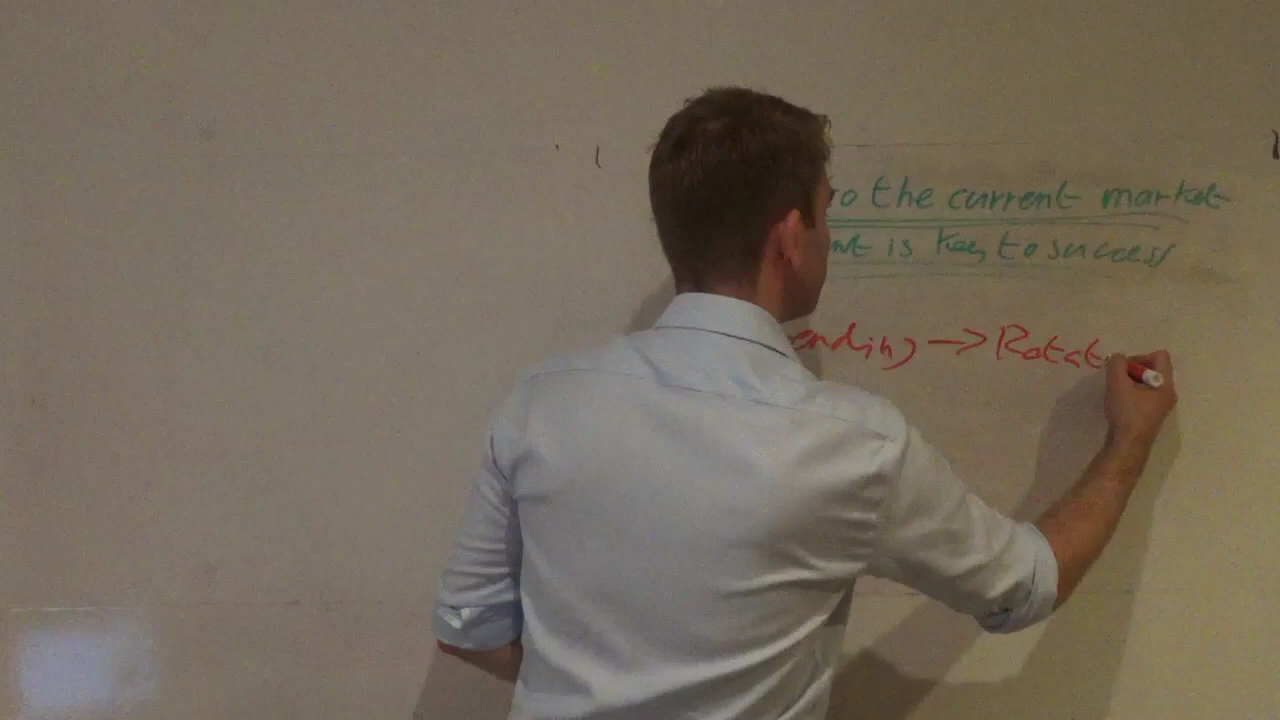 o the current market
nt is key to success
ending → Rotat